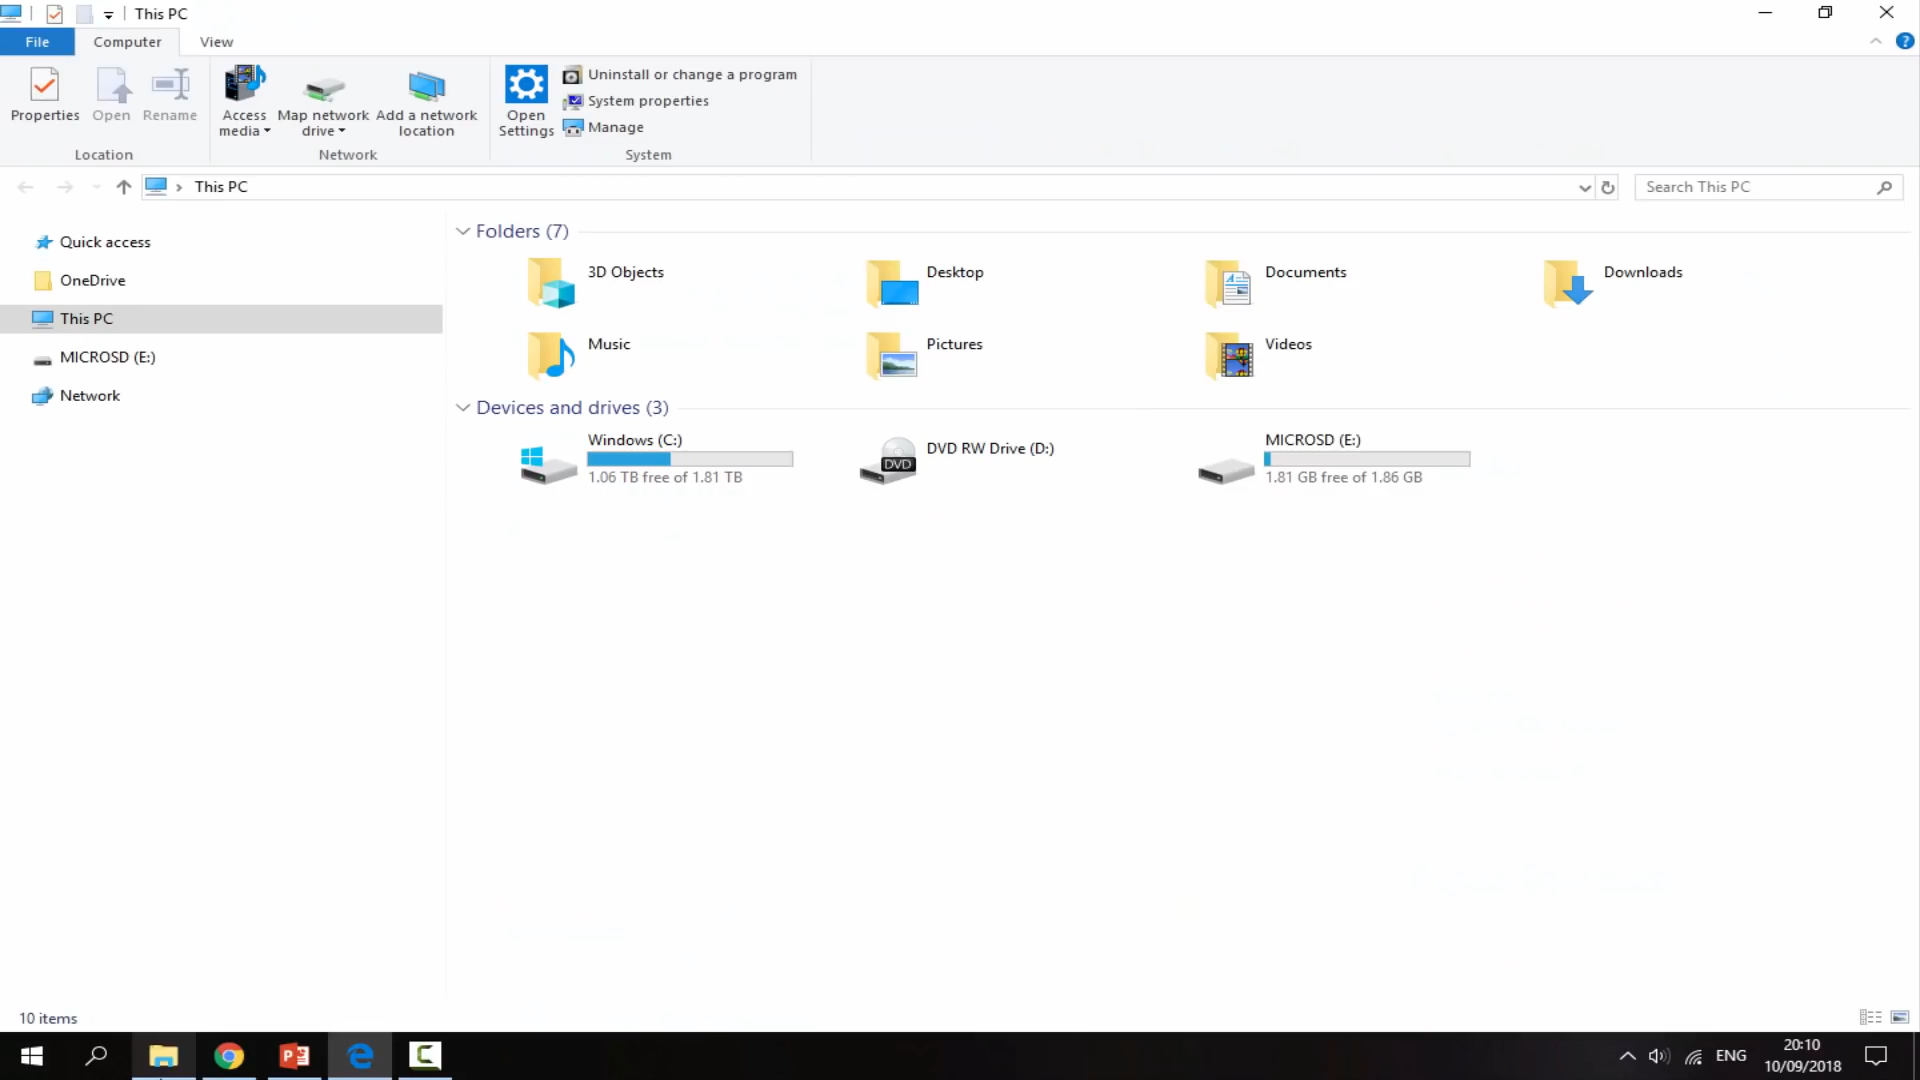 This PC
File
Computer
View
Properties
Open
Rename
Access media
Map network drive
Add a network location
Open Settings
Uninstall or change a program
System properties
Manage
Location
Network
System
This PC
Search This PC
Quick access
OneDrive
This PC
MICROSD (E:)
Network
Folders (7)
3D Objects
Desktop
Documents
Downloads
Music
Pictures
Videos
Devices and drives (3)
Windows (C:)
1.06 TB free of 1.81 TB
DVD
DVD RW Drive (D:)
MICROSD (E:)
1.81 GB free of 1.86 GB
10 items
ENG
20:10
10/09/2018